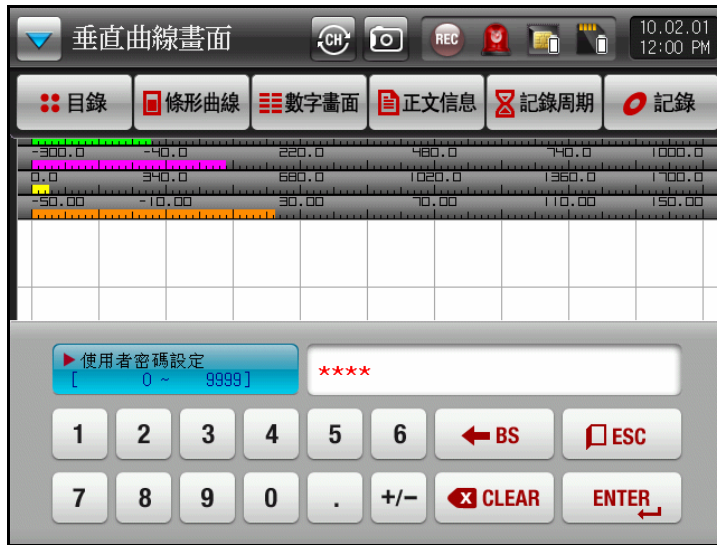 垂直曲線畫面 CH REC 10.02.01
12:00 PM
目錄 條形曲線 數字畫面 正文信息 記錄周期 記錄
-300.0 -40.0 220.0 480.0 740.0 1000.0
0.0 340.0 680.0 1020.0 1360.0 1700.0
-50.00 -10.00 30.00 70.00 110.00 150.00
使用者密碼設定
[ 0 ~ 9999]
****
1 2 3 4 5 6 BS ESC
7 8 9 0 . +/- CLEAR ENTER